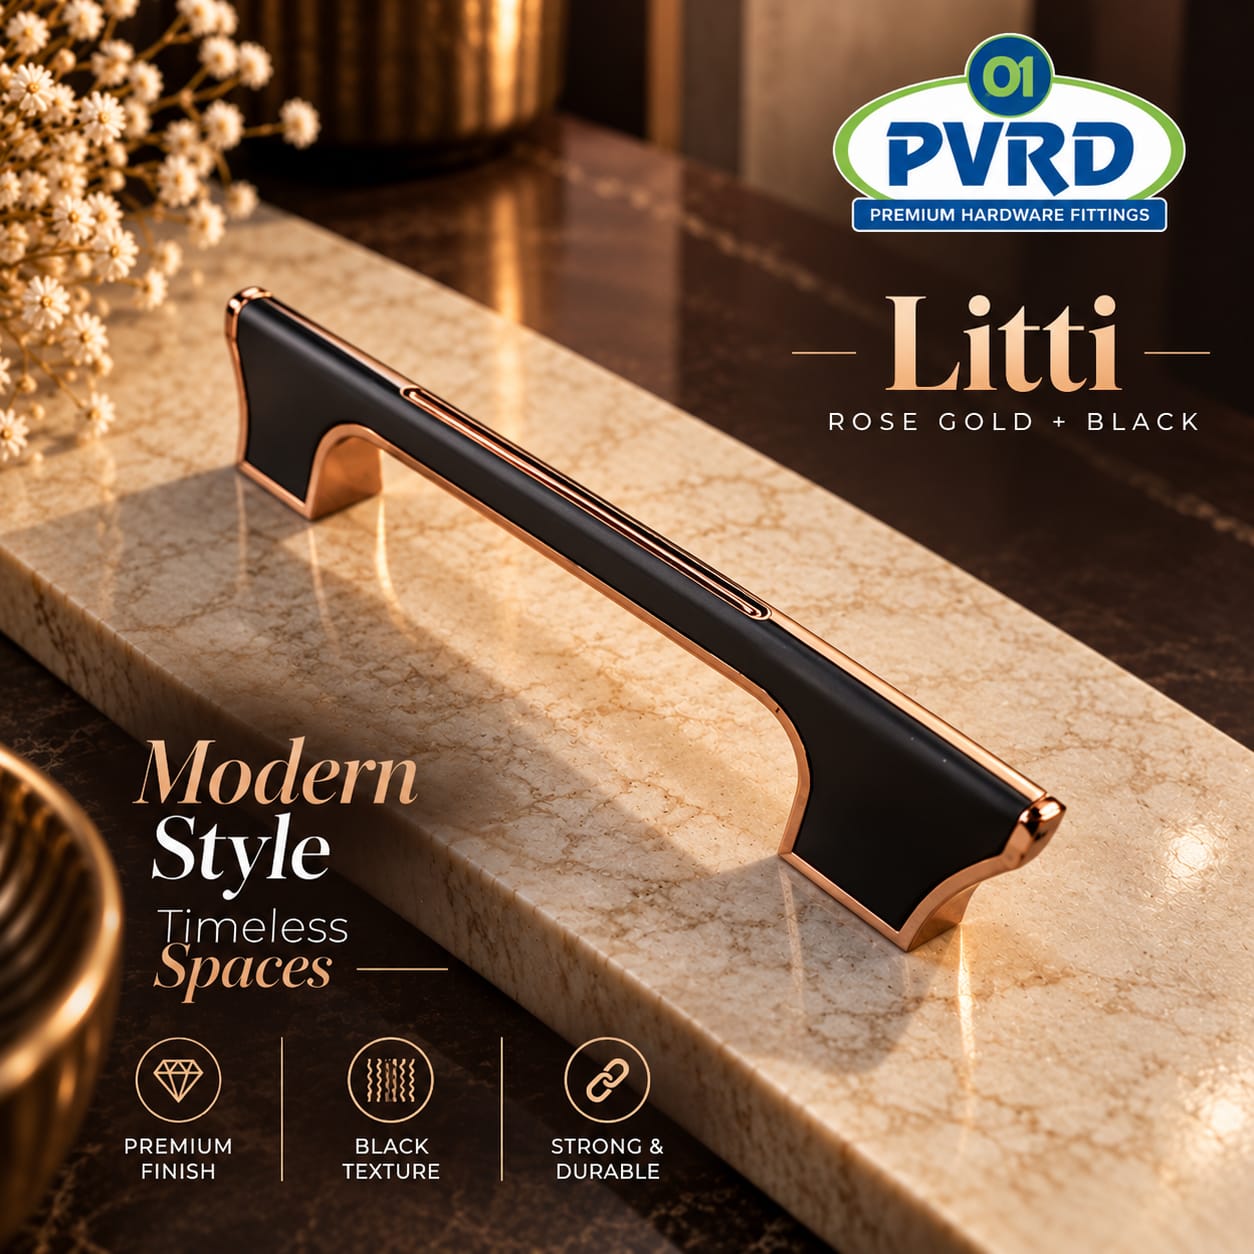 01
PVRD
PREMIUM HARDWARE FITTINGS
Litti
ROSE GOLD + BLACK
Modern
Style
Timeless
Spaces
PREMIUM
FINISH
BLACK
TEXTURE
STRONG &
DURABLE